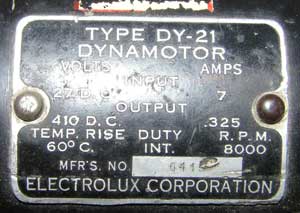 TYPE DY-21
DYNAMOTOR
VOLTS AMPS
INPUT
27 D.C. 7
OUTPUT
410 D.C. .325
TEMP. RISE DUTY R.P.M.
60°C. INT. 8000
MFR'S. NO.
ELECTROLUX CORPORATION